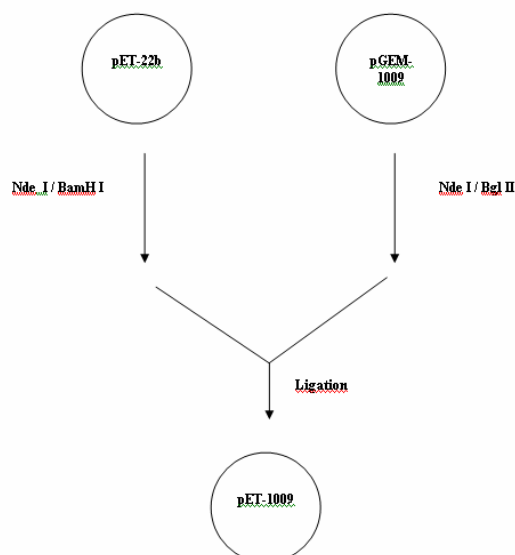 pET-22b
pGEM-
1009
Nde I / BamH I
Nde I / Bgl II
Ligation
pET-1009